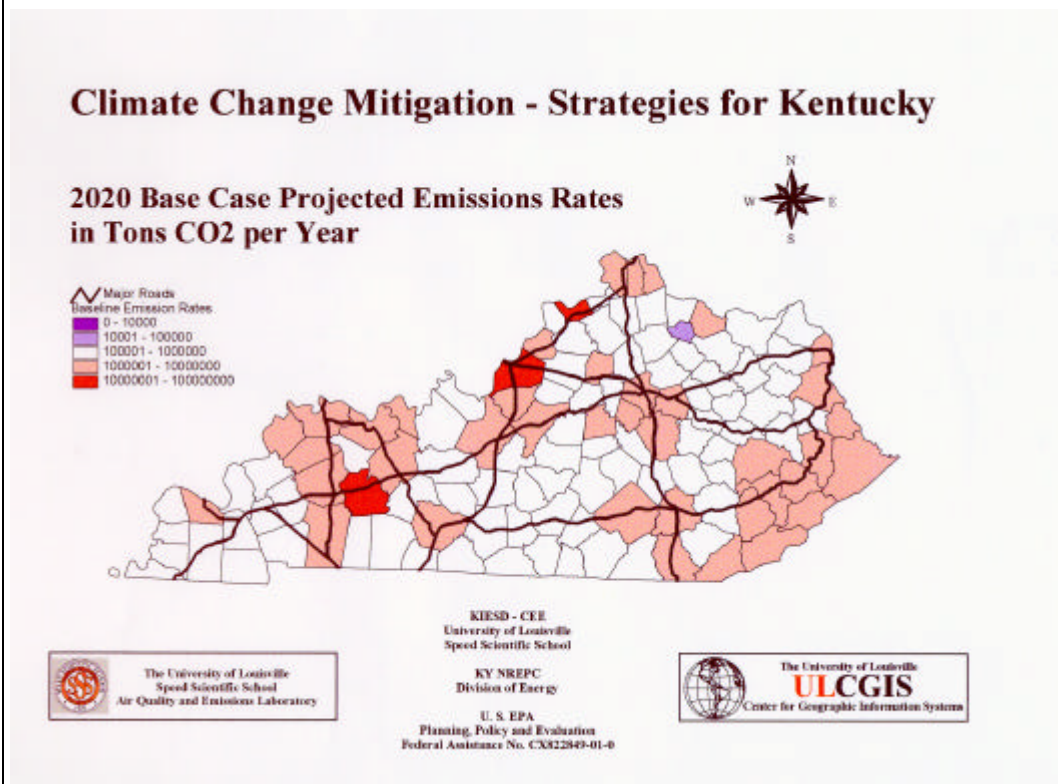 Climate Change Mitigation - Strategies for Kentucky
N
W E
S
2020 Base Case Projected Emissions Rates
in Tons CO2 per Year
Major Roads
Baseline Emission Rates
0 - 10000
10001 - 100000
100001 - 1000000
1000001 - 10000000
10000001 - 100000000
KIESD - CEE
University of Louisville
Speed Scientific School
KY NREPC
Division of Energy
U. S. EPA
Planning, Policy and Evaluation
Federal Assistance No. CX822849-01-0
The University of Louisville
Speed Scientific School
Air Quality and Emissions Laboratory
The University of Louisville
ULCGIS
Center for Geographic Information Systems